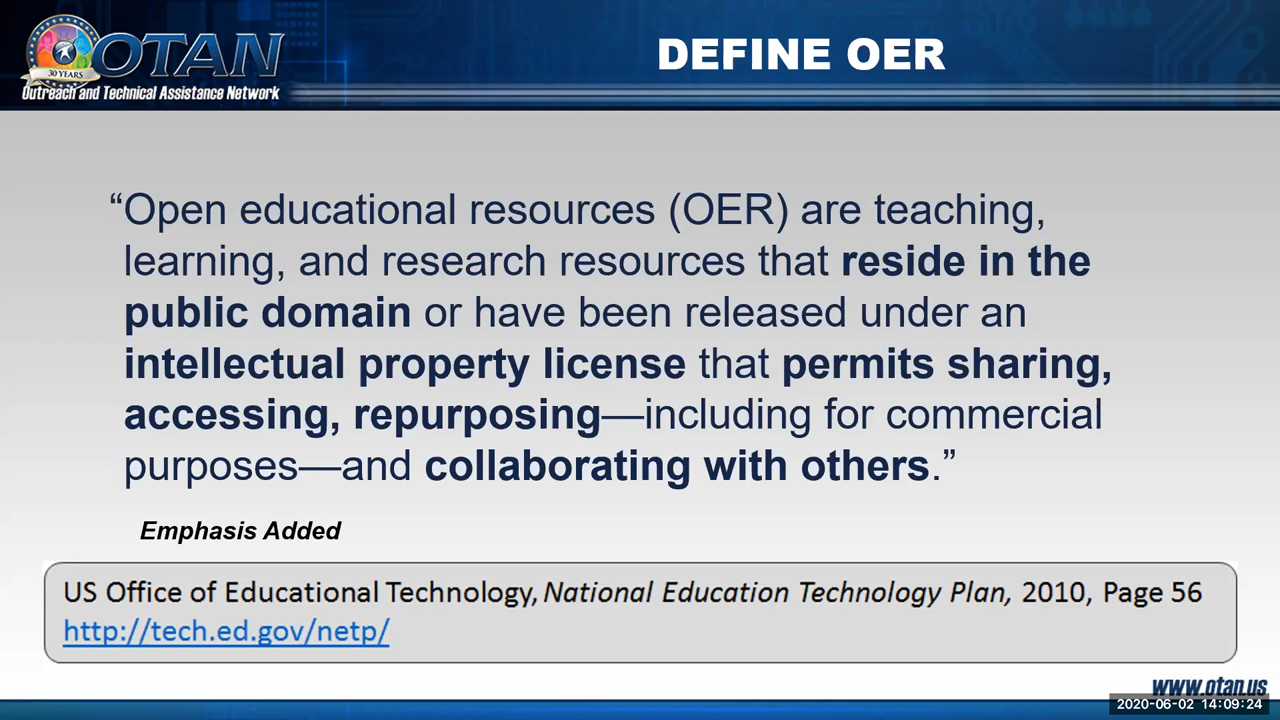 OTAN
30 YEARS
Outreach and Technical Assistance Network
DEFINE OER
“Open educational resources (OER) are teaching,
learning, and research resources that reside in the
public domain or have been released under an
intellectual property license that permits sharing,
accessing, repurposing—including for commercial
purposes—and collaborating with others.”
Emphasis Added
US Office of Educational Technology, National Education Technology Plan, 2010, Page 56
http://tech.ed.gov/netp/
www.otan.us
2020-06-02 14:09:24